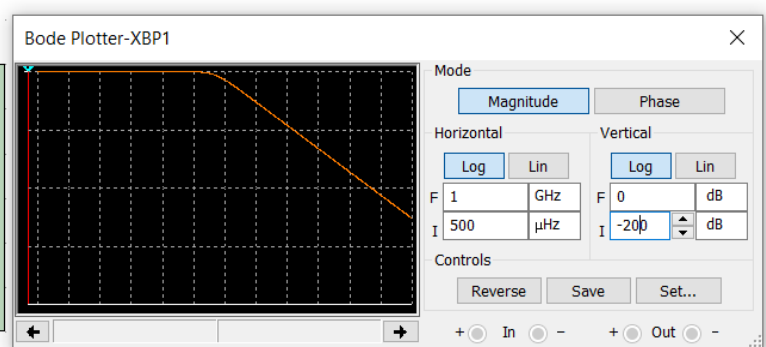 Bode Plotter-XBP1
Mode
Magnitude Phase
Horizontal Vertical
Log Lin Log Lin
F 1 GHz F 0 dB
I 500 µHz I -200 dB
Controls
Reverse Save Set...
+ In - + Out -